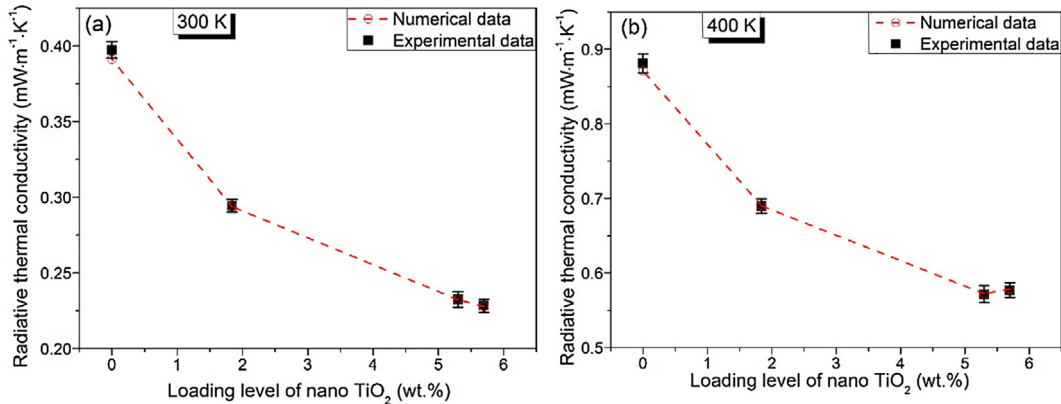 (a)
300 K
Numerical data
Experimental data
Radiative thermal conductivity (mW·m⁻¹·K⁻¹)
0.40
0.35
0.30
0.25
0.20
0 1 2 3 4 5 6
Loading level of nano TiO₂ (wt.%)
(b)
400 K
Numerical data
Experimental data
Radiative thermal conductivity (mW·m⁻¹·K⁻¹)
0.9
0.8
0.7
0.6
0.5
0 1 2 3 4 5 6
Loading level of nano TiO₂ (wt.%)